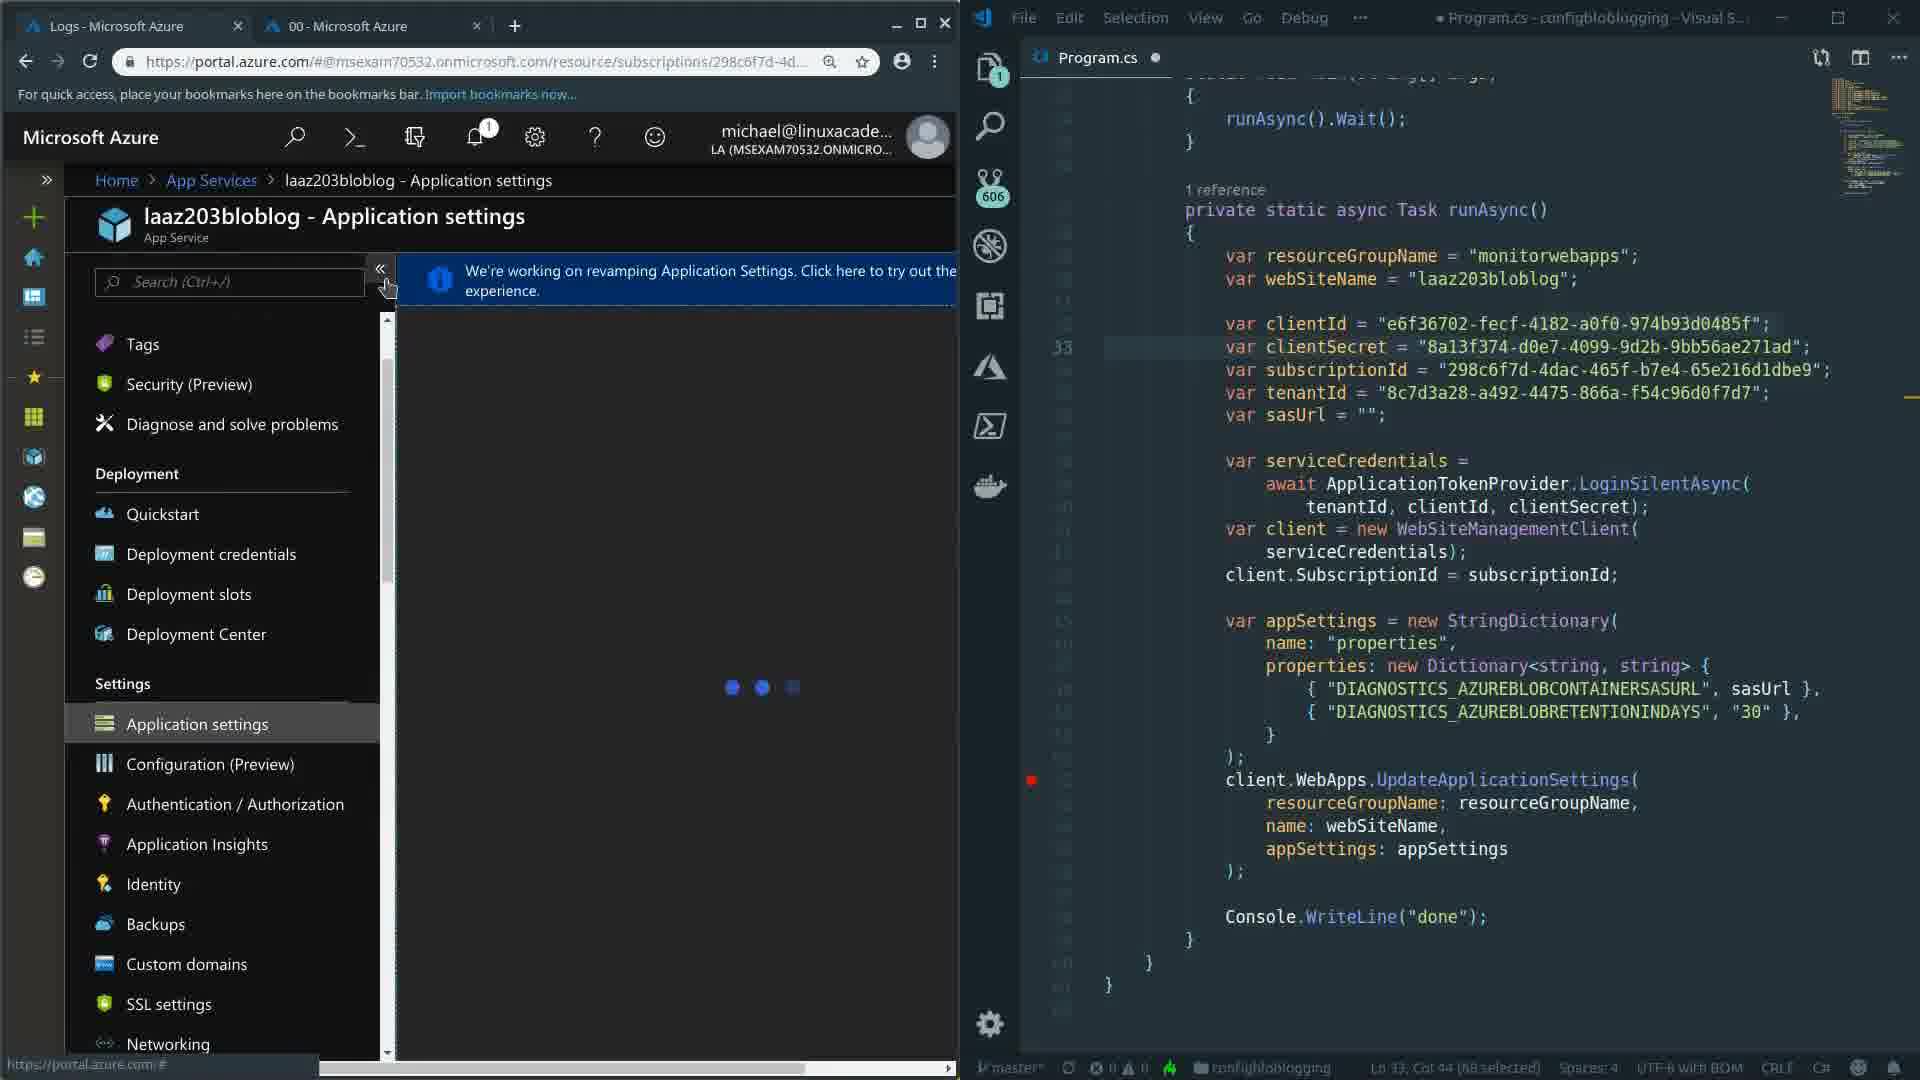 Logs - Microsoft Azure
00 - Microsoft Azure
https://portal.azure.com/#@msexam70532.onmicrosoft.com/resource/subscriptions/298c6f7d-4d...
For quick access, place your bookmarks here on the bookmarks bar. Import bookmarks now...
Microsoft Azure
1
michael@linuxacade...
LA (MSEXAM70532.ONMICRO...
Home > App Services > laaz203bloblog - Application settings
laaz203bloblog - Application settings
App Service
Search (Ctrl+/)
We're working on revamping Application Settings. Click here to try out the
experience.
Tags
Security (Preview)
Diagnose and solve problems
Deployment
Quickstart
Deployment credentials
Deployment slots
Deployment Center
Settings
Application settings
Configuration (Preview)
Authentication / Authorization
Application Insights
Identity
Backups
Custom domains
SSL settings
Networking
https://portal.azure.com/#
File Edit Selection View Go Debug ...
● Program.cs - configbloblogging - Visual S...
Program.cs ●
1
606
{
runAsync().Wait();
}
1 reference
private static async Task runAsync()
{
var resourceGroupName = "monitorwebapps";
var webSiteName = "laaz203bloblog";
var clientId = "e6f36702-fecf-4182-a0f0-974b93d0485f";
33
var clientSecret = "8a13f374-d0e7-4099-9d2b-9bb56ae271ad";
var subscriptionId = "298c6f7d-4dac-465f-b7e4-65e216d1dbe9";
var tenantId = "8c7d3a28-a492-4475-866a-f54c96d0f7d7";
var sasUrl = "";
var serviceCredentials =
await ApplicationTokenProvider.LoginSilentAsync(
tenantId, clientId, clientSecret);
var client = new WebSiteManagementClient(
serviceCredentials);
client.SubscriptionId = subscriptionId;
var appSettings = new StringDictionary(
name: "properties",
properties: new Dictionary<string, string> {
{ "DIAGNOSTICS_AZUREBLOBCONTAINERSASURL", sasUrl },
{ "DIAGNOSTICS_AZUREBLOBRETENTIONINDAYS", "30" },
}
);
client.WebApps.UpdateApplicationSettings(
resourceGroupName: resourceGroupName,
name: webSiteName,
appSettings: appSettings
);
Console.WriteLine("done");
}
}
}
master* 0 0 configbloblogging Ln 33, Col 44 (68 selected) Spaces: 4 UTF-8 with BOM CRLF C#